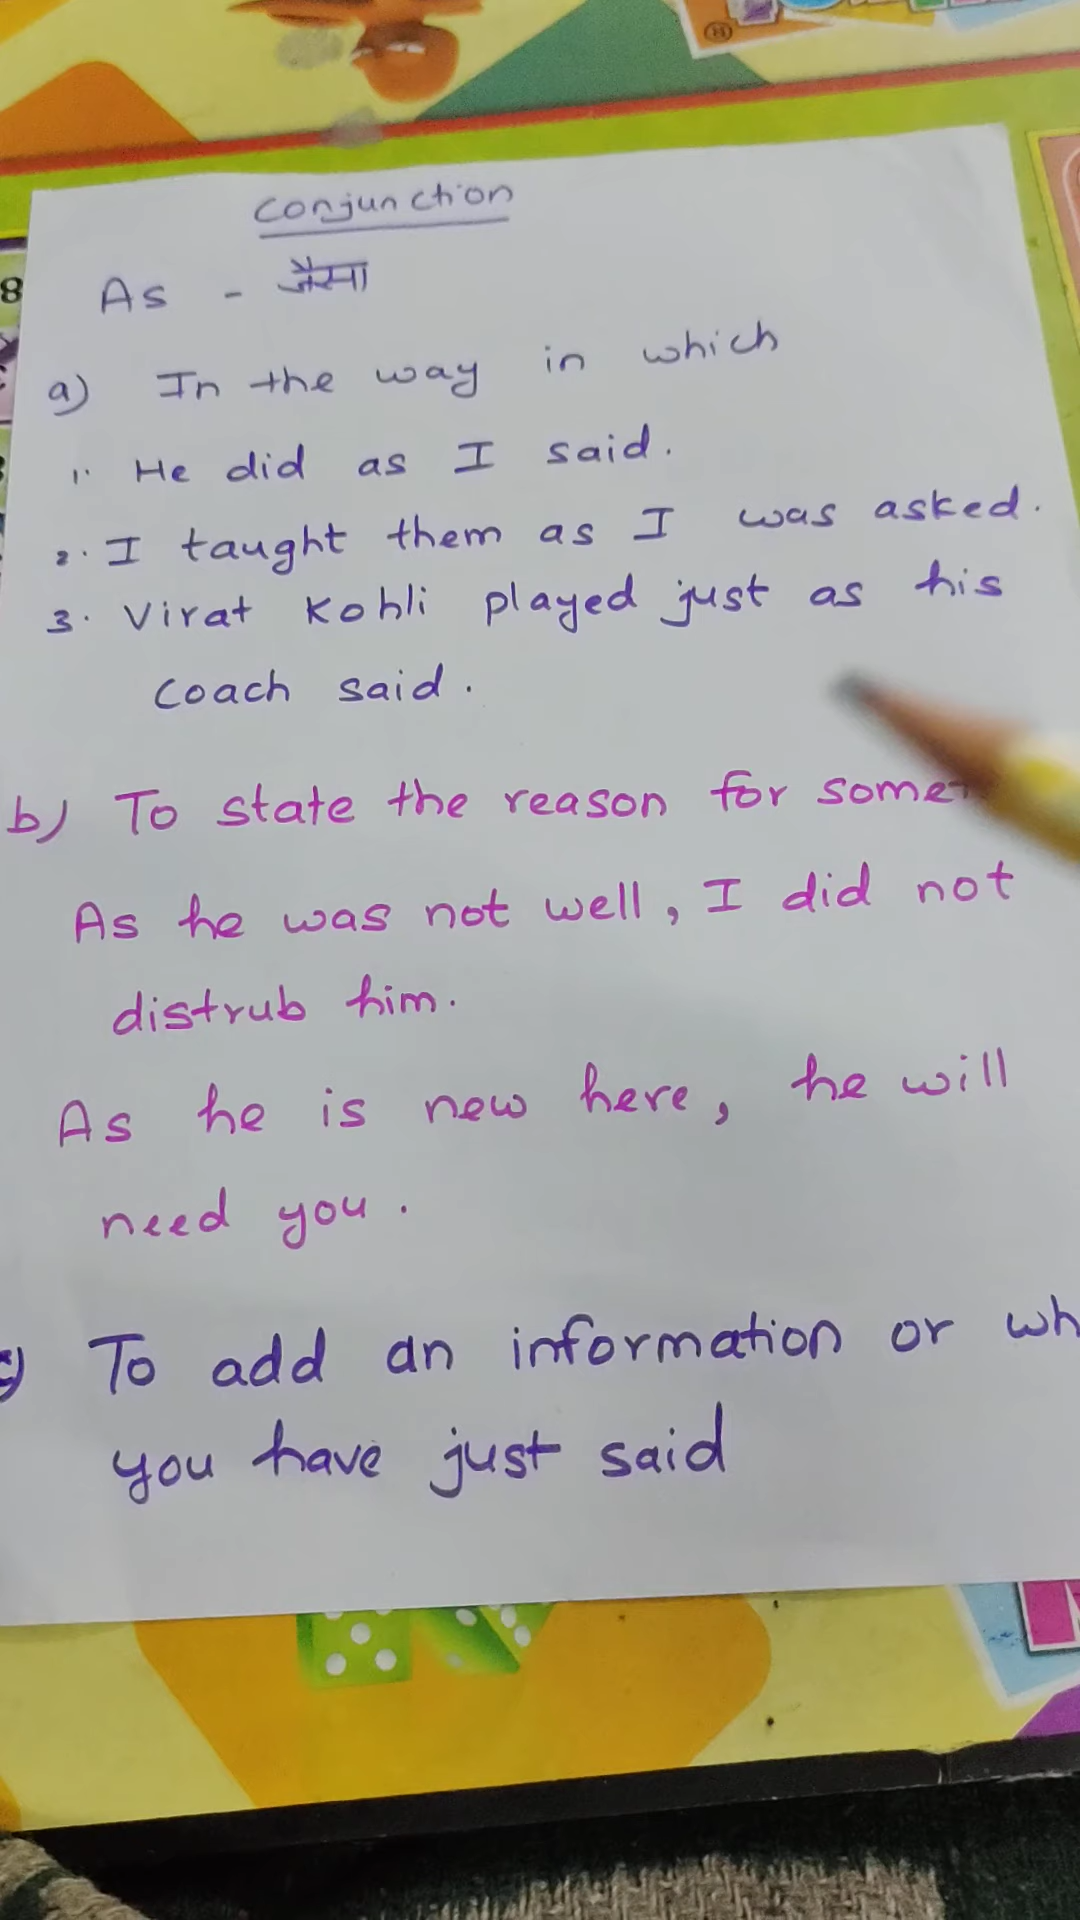 Conjunction
As - जैसा
a) In the way in which
1. He did as I said.
2. I taught them as I was asked.
3. Virat Kohli played just as his
coach said.
b) To state the reason for some
As he was not well, I did not
distrub him.
As he is new here, he will
need you.
c) To add an information or wh
you have just said